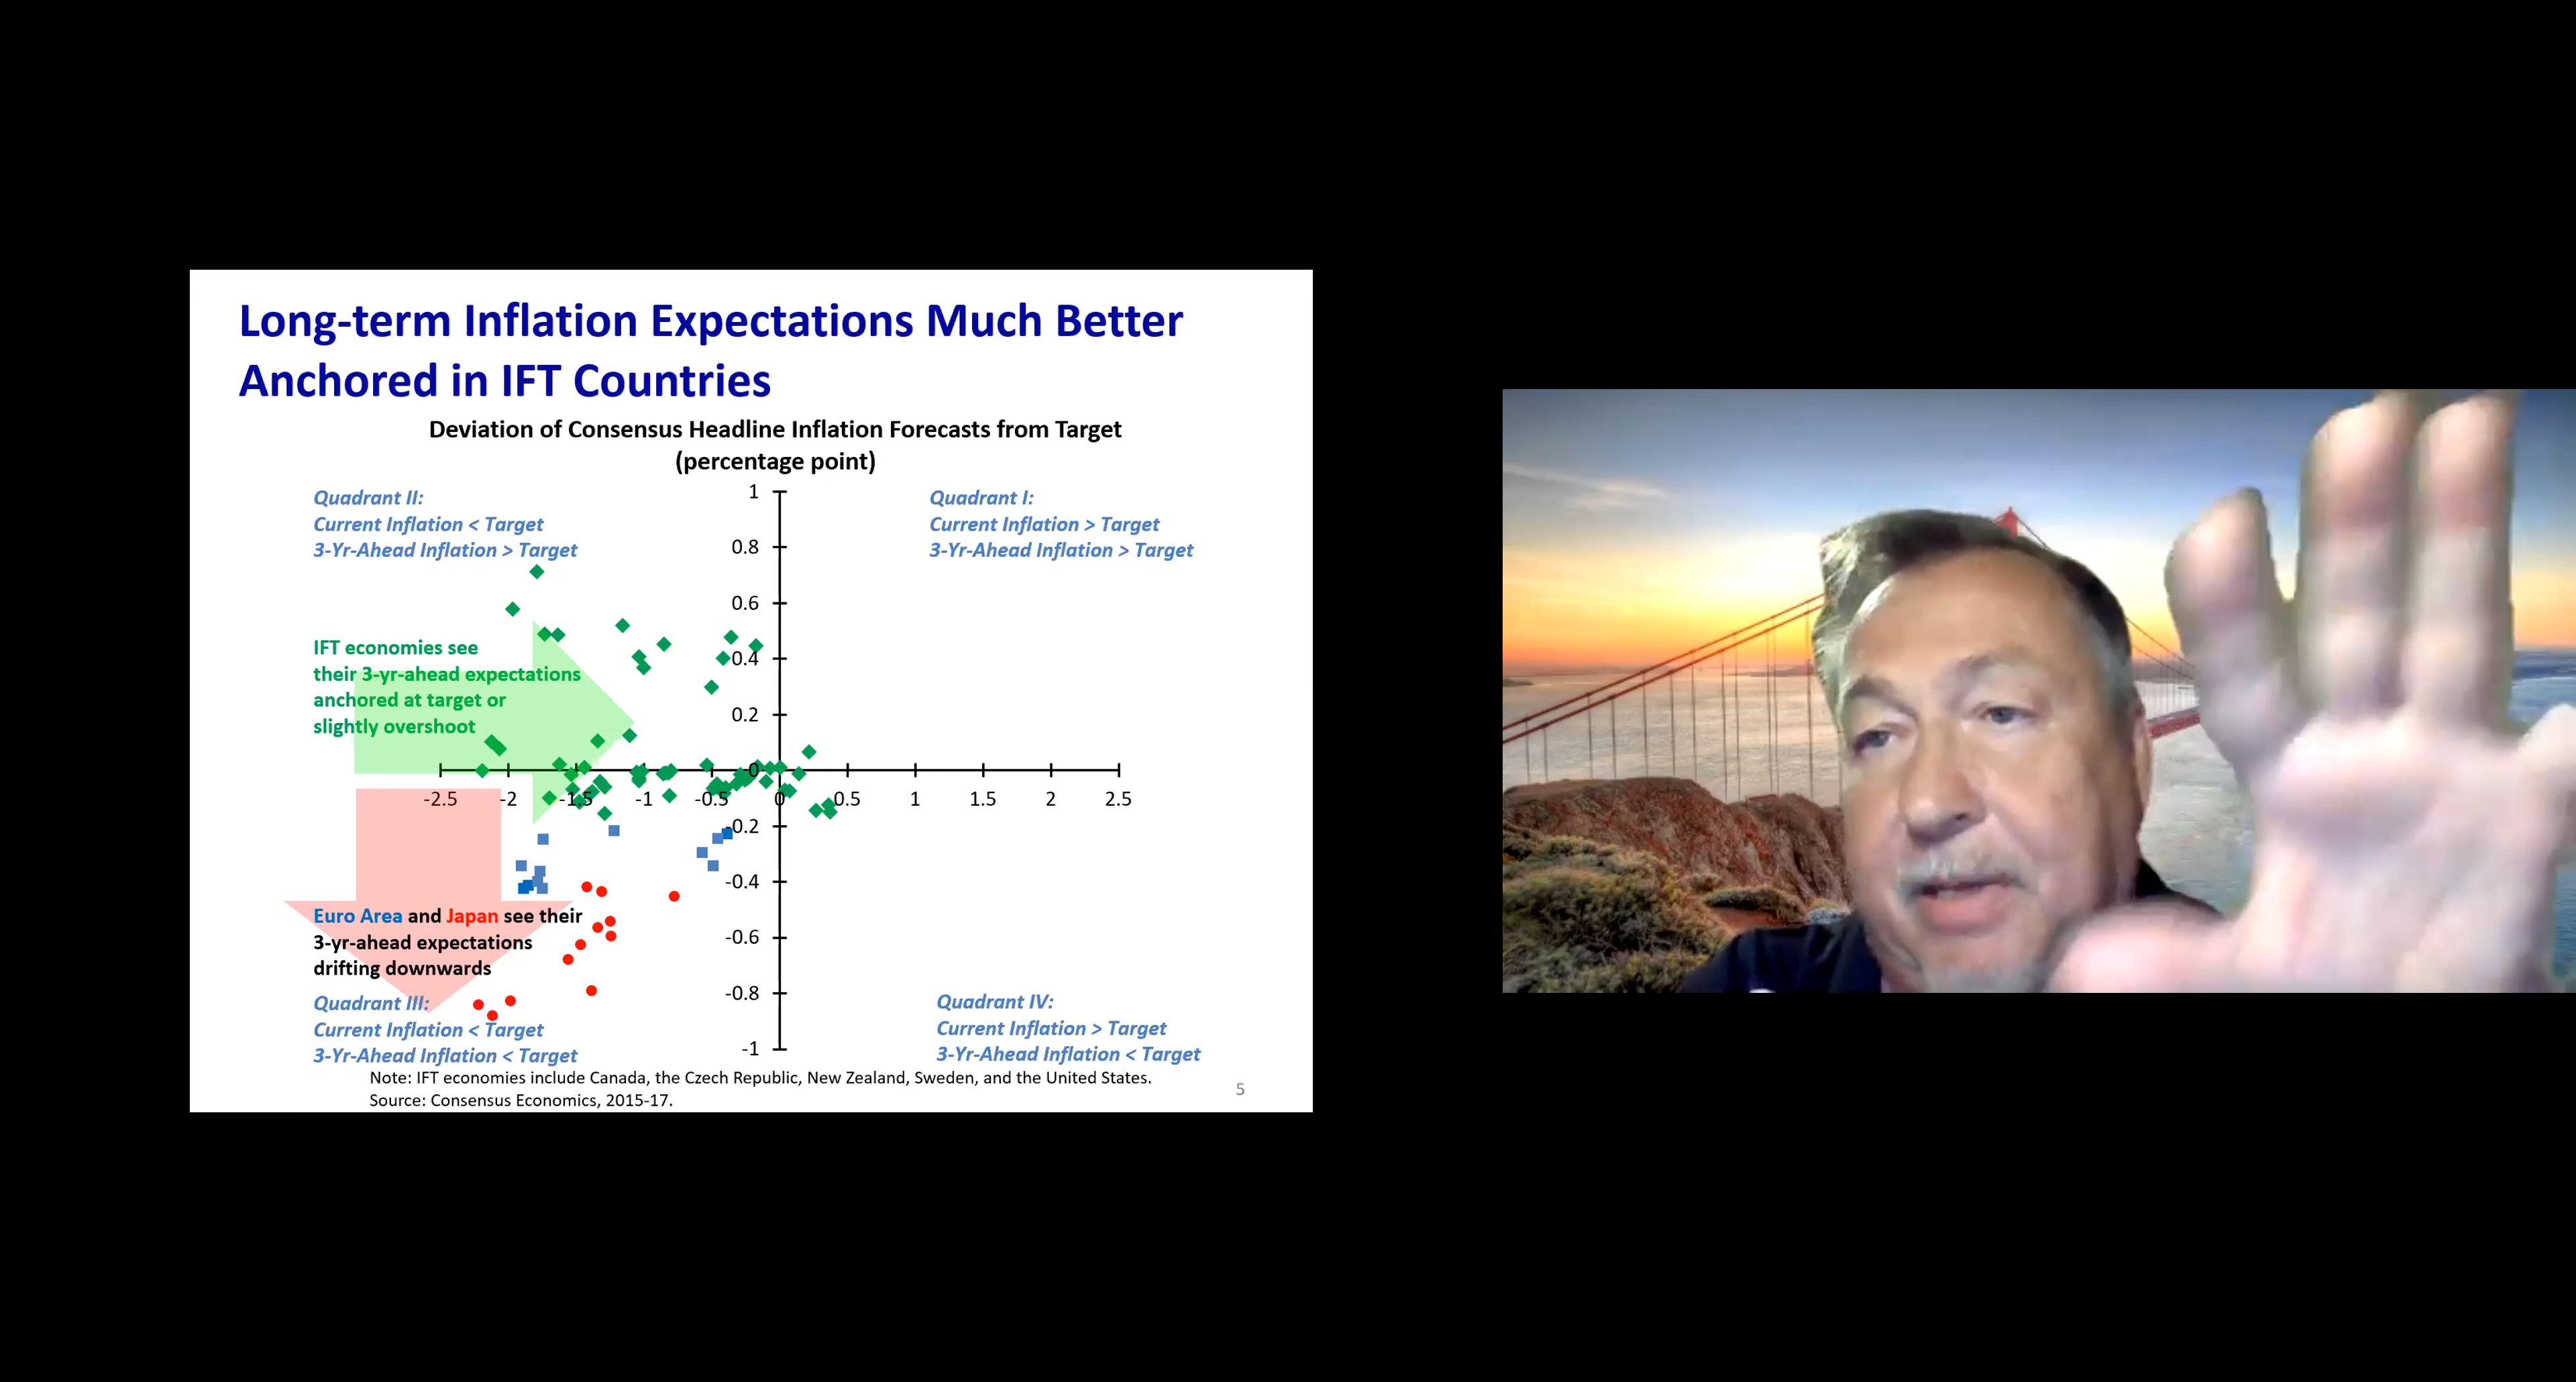 Long-term Inflation Expectations Much Better
Anchored in IFT Countries
Deviation of Consensus Headline Inflation Forecasts from Target
(percentage point)
Quadrant II:
Current Inflation < Target
3-Yr-Ahead Inflation > Target
Quadrant I:
Current Inflation > Target
3-Yr-Ahead Inflation > Target
1
0.8
0.6
0.4
0.2
0
-0.2
-0.4
-0.6
-0.8
-1
IFT economies see
their 3-yr-ahead expectations
anchored at target or
slightly overshoot
-2.5 -2 -1.5 -1 -0.5 0 0.5 1 1.5 2 2.5
Euro Area and Japan see their
3-yr-ahead expectations
drifting downwards
Quadrant III:
Current Inflation < Target
3-Yr-Ahead Inflation < Target
Quadrant IV:
Current Inflation > Target
3-Yr-Ahead Inflation < Target
Note: IFT economies include Canada, the Czech Republic, New Zealand, Sweden, and the United States.
Source: Consensus Economics, 2015-17.
5